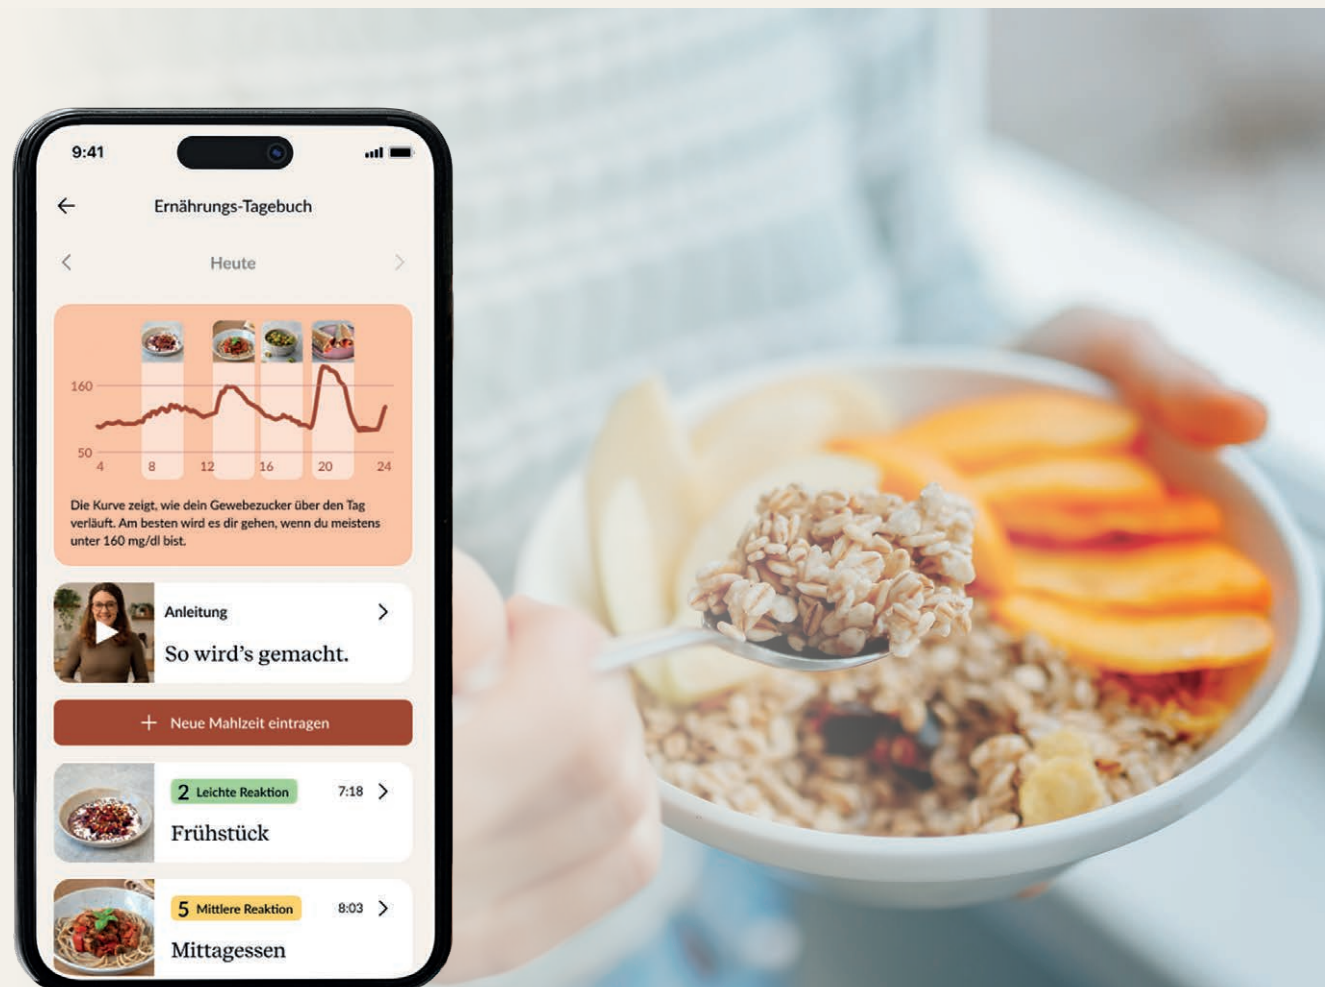 9:41
Ernährungs-Tagebuch
Heute
160
50
4 8 12 16 20 24
Die Kurve zeigt, wie dein Gewebezucker über den Tag
verläuft. Am besten wird es dir gehen, wenn du meistens
unter 160 mg/dl bist.
Anleitung
So wird's gemacht.
+ Neue Mahlzeit eintragen
2 Leichte Reaktion 7:18
Frühstück
5 Mittlere Reaktion 8:03
Mittagessen